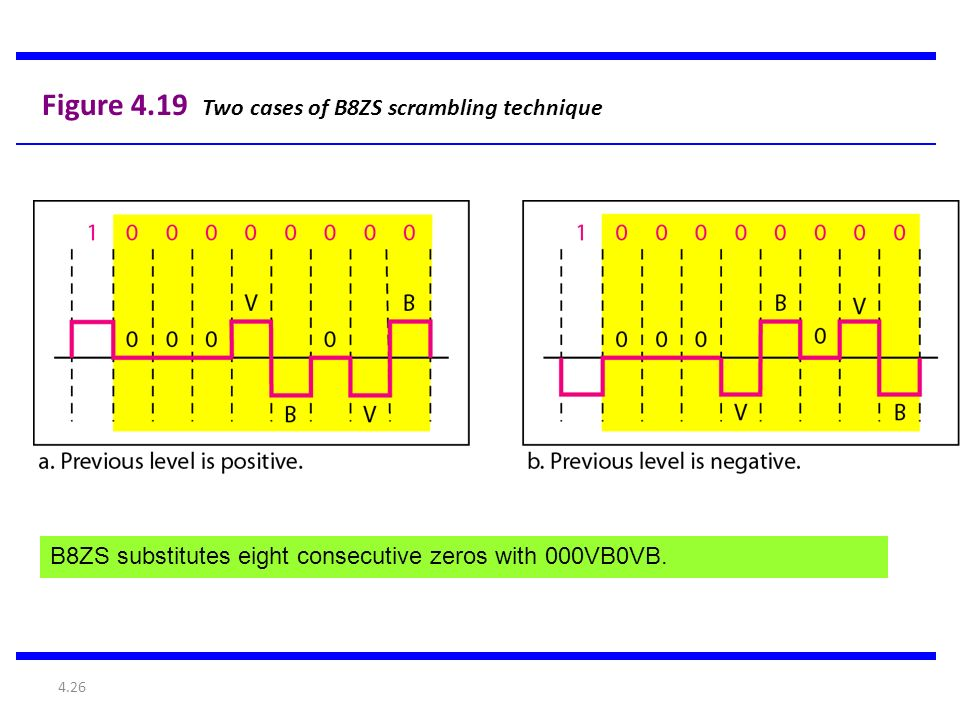 Figure 4.19 Two cases of B8ZS scrambling technique
1 0 0 0 0 0 0 0 0
V B
0 0 0 0
B V
a. Previous level is positive.
1 0 0 0 0 0 0 0 0
B V
0 0 0 0
V B
b. Previous level is negative.
B8ZS substitutes eight consecutive zeros with 000VB0VB.
4.26